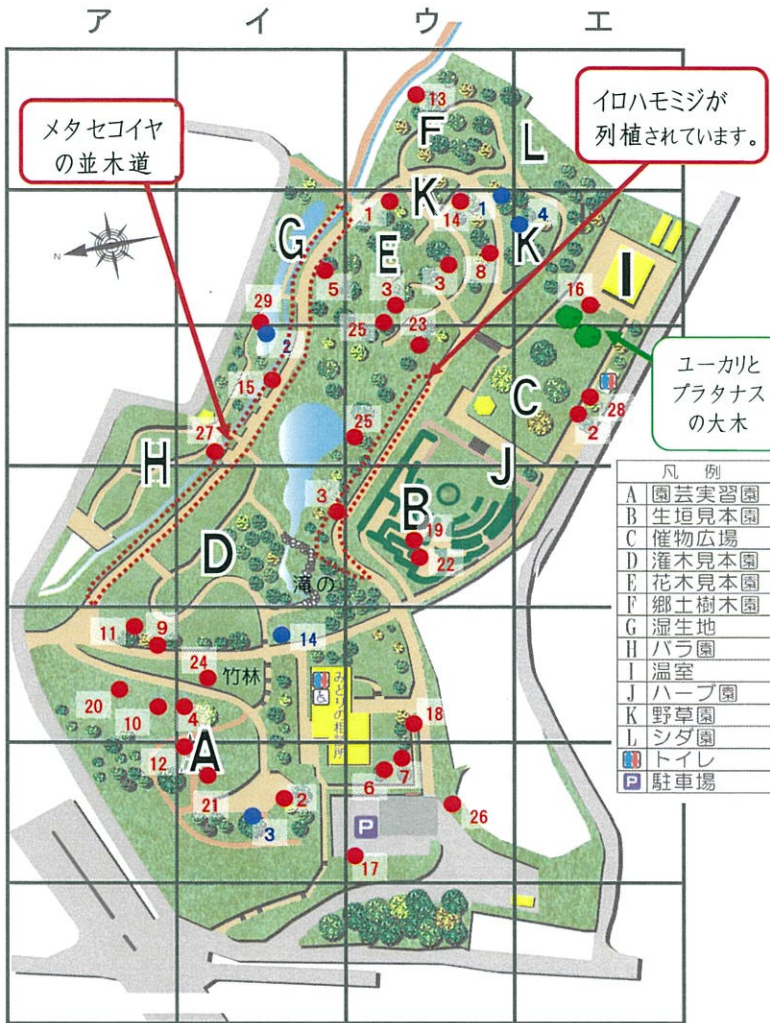 ア イ ウ エ
メタセコイヤ
の並木道
イロハモミジが
列植されています。
N
13
F
L
K
1
14
1
4
G
E
K
5
3
3
8
I
16
29
2
25
23
ユーカリと
プラタナス
の大木
15
C
28
2
27
25
H
J
3
B
19
22
D
滝の
凡 例
A 園芸実習園
B 生垣見本園
C 催物広場
D 潅木見本園
E 花木見本園
F 郷土樹木園
G 湿生地
H バラ園
I 温室
J ハーブ園
K 野草園
L シダ園
トイレ
P 駐車場
11
9
14
24
竹林
みどりの相談所
20
10
4
18
12
A
21
2
3
6
7
26
P
17